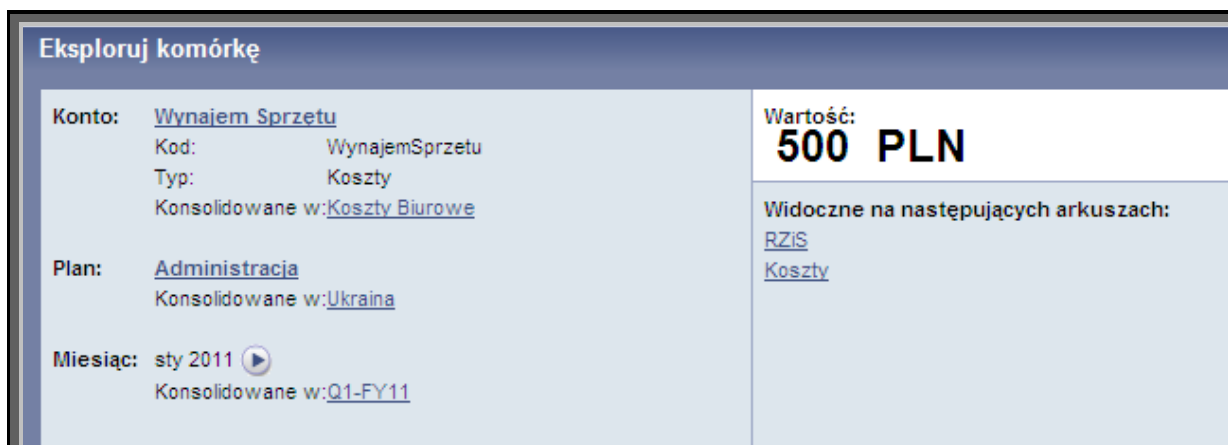 Eksploruj komórkę
Konto: Wynajem Sprzętu
Kod: WynajemSprzetu
Typ: Koszty
Konsolidowane w:Koszty Biurowe
Plan: Administracja
Konsolidowane w:Ukraina
Miesiąc: sty 2011
Konsolidowane w:Q1-FY11
Wartość:
500 PLN
Widoczne na następujących arkuszach:
RZiS
Koszty